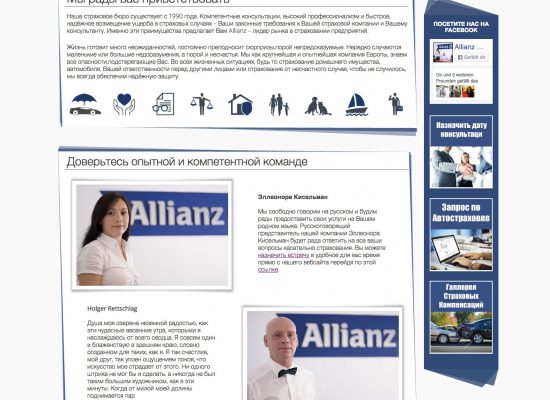 Мы рады вас приветствовать
Наше страховое бюро существует с 1990 года. Компетентные консультации, высокий профессионализм и быстрое,
надёжное возмещение ущерба в страховых случаях – Ваши законные требования к Вашей страховой компании и Вашему
консультанту. Именно эти преимущества предлагает Вам Allianz – лидер рынка в страховании предприятий.
Жизнь готовит много неожиданностей, постоянно преподносит сюрпризы, порой непредсказуемые. Нередко случаются
маленькие или большие недоразумения, а порой и несчастья. Мы как крупнейшая и опытнейшая компания Европы, знаем
все опасности, подстерегающие Вас. Во всех жизненных ситуациях, будь то страхование домашнего имущества,
автомобиля, Вашей ответственности перед другими лицами или страхование от несчастного случая, чтобы не случилось,
мы всегда обеспечим надёжную защиту.
Доверьтесь опытной и компетентной команде
Allianz
Эллеонора Кисельман
Мы свободно говорим на русском и будим
рады предоставить свои услуги на Вашем
родном языке. Русскоговорящий
представитель нашей компании Эллеонора
Кисельман будет рада ответить на все ваши
вопросы касательно страхования. Вы можете
назначить встречу в удобное для вас время
прямо с нашего вебсайта перейдя по этой
ссылке.
Holger Rettschlag
Душа моя озарена неземной радостью, как
эти чудесные весенние утра, которыми я
наслаждаюсь от всего сердца. Я совсем один
и блаженствую в здешнем краю, словно
созданном для таких, как я. Я так счастлив,
мой друг, так упоен ощущением покоя, что
искусство мое страдает от этого. Ни одного
штриха не мог бы я сделать, а никогда не был
таким большим художником, как в эти
минуты. Когда от милой моей долины
поднимается пар
Allianz
ПОСЕТИТЕ НАС НА
FACEBOOK
Allianz ...
Gefällt dir
Dir und 3 weiteren
Freunden gefällt das
Назначить дату
консультаци
Запрос по
Автостраховке
Галлерея
Страховых
Компенсаций